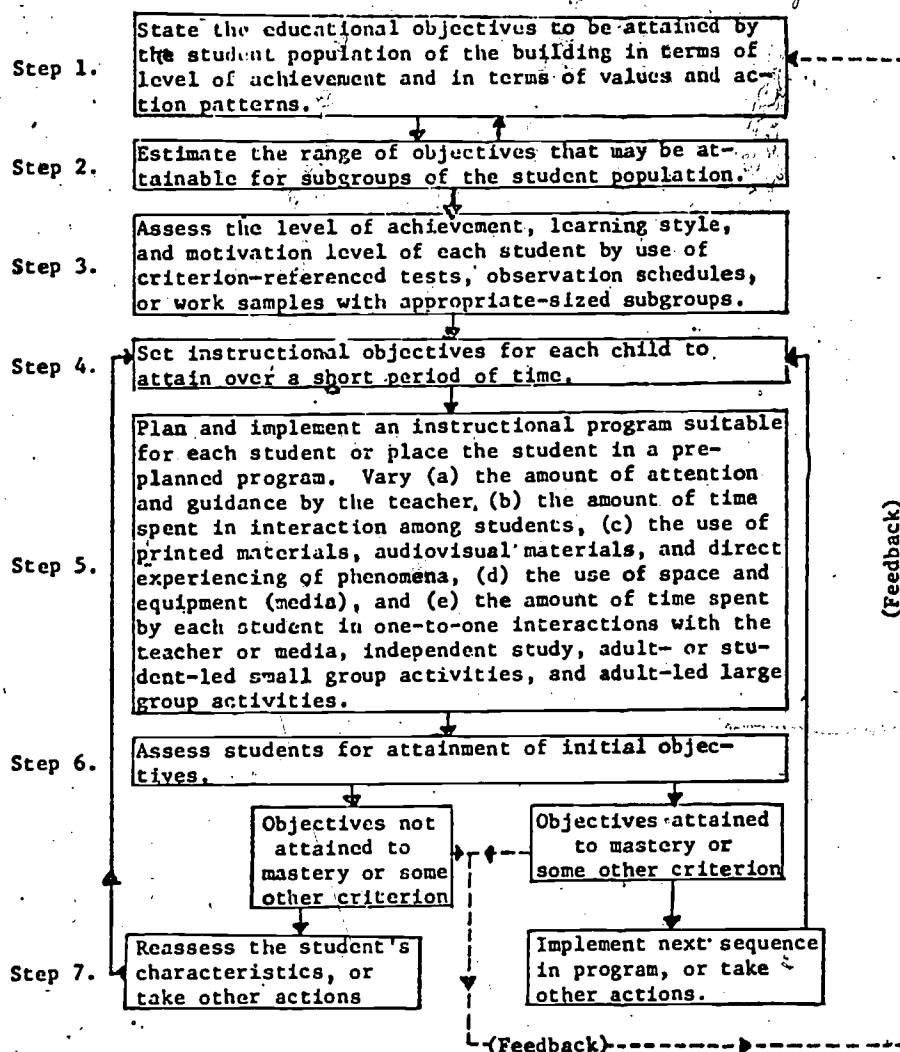 State the educational objectives to be attained by
the student population of the building in terms of
Step 1.
level of achievement and in terms of values and ac-
tion patterns.
Step 2.
Estimate the range of objectives that may be at-
tainable for subgroups of the student population.
Assess the level of achievement, learning style,
and motivation level of each student by use of
Step 3.
criterion-referenced tests, observation schedules,
or work samples with appropriate-sized subgroups.
Step 4.
Set instructional objectives for each child to
attain over a short period of time.
Plan and implement an instructional program suitable
for each student or place the student in a pre-
planned program. Vary (a) the amount of attention
and guidance by the teacher, (b) the amount of time
spent in interaction among students, (c) the use of
printed materials, audiovisual materials, and direct
Step 5.
experiencing of phenomena, (d) the use of space and
equipment (media), and (e) the amount of time spent
by each student in one-to-one interactions with the
teacher or media, independent study, adult- or stu-
dent-led small group activities, and adult-led large
group activities.
(Feedback)
Step 6.
Assess students for attainment of initial objec-
tives.
Objectives not
attained to
mastery or some
other criterion
Objectives attained
to mastery or
some other criterion
Step 7.
Reassess the student's
characteristics, or
take other actions
Implement next sequence
in program, or take
other actions.
(Feedback)